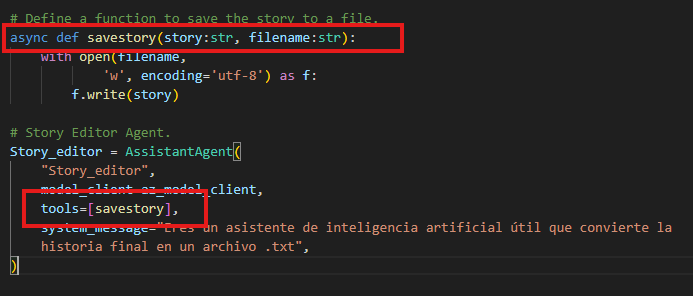 # Define a function to save the story to a file.
async def savestory(story:str, filename:str):
with open(filename,
'w', encoding='utf-8') as f:
f.write(story)
# Story Editor Agent.
Story_editor = AssistantAgent(
"Story_editor",
model_client=az_model_client,
tools=[savestory],
system_message="Eres un asistente de inteligencia artificial útil que convierte la
historia final en un archivo .txt",
)